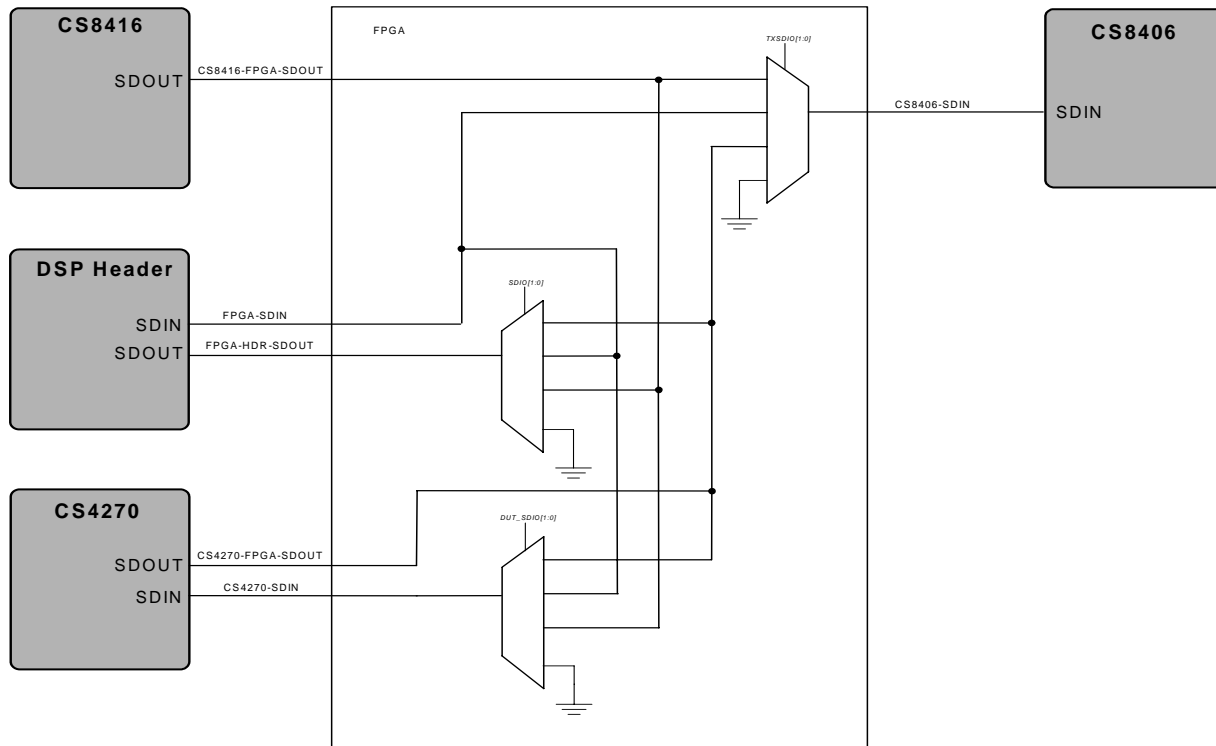 CS8416
SDOUT
CS8416-FPGA-SDOUT
FPGA
TXSDIO[1:0]
CS8406-SDIN
CS8406
SDIN
DSP Header
SDIN
SDOUT
FPGA-SDIN
FPGA-HDR-SDOUT
SDIO[1:0]
CS4270
SDOUT
SDIN
CS4270-FPGA-SDOUT
CS4270-SDIN
DUT_SDIO[1:0]